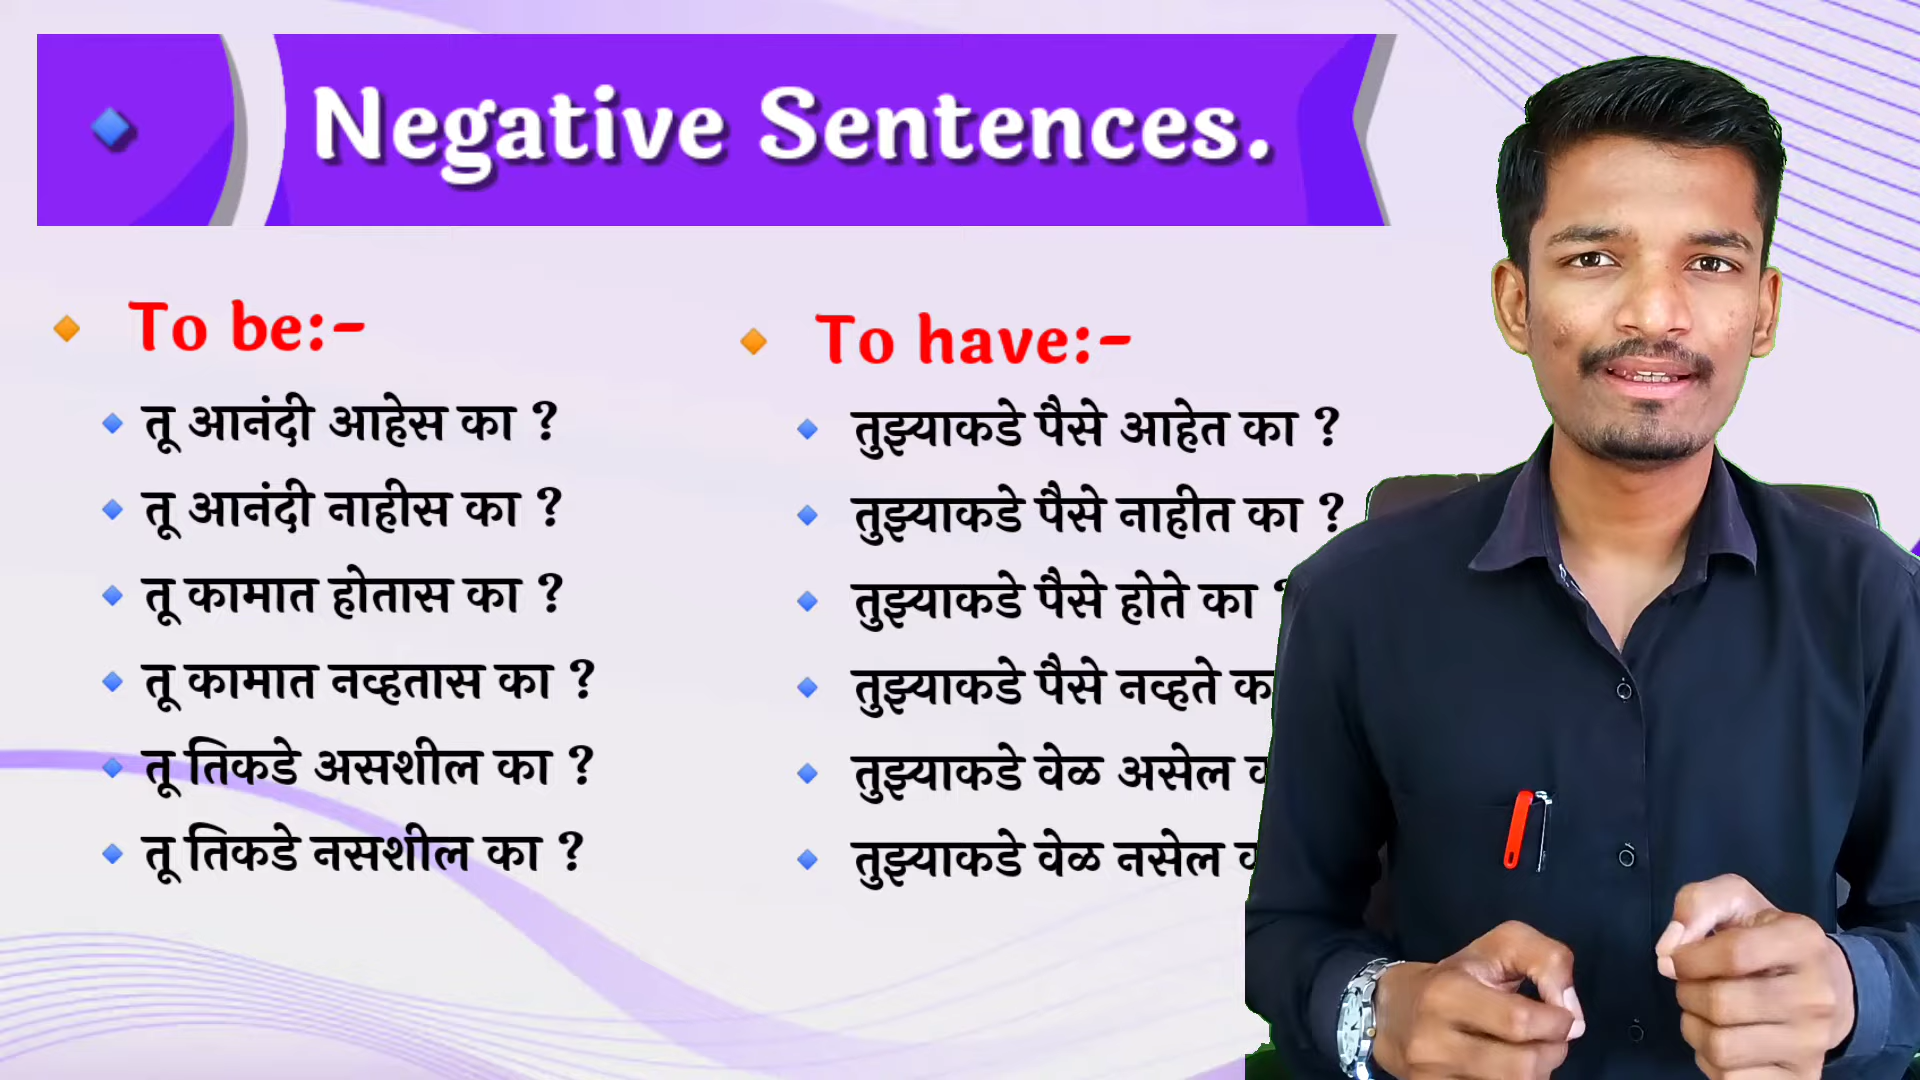 Negative Sentences.
To be:-
तू आनंदी आहेस का ?
तू आनंदी नाहीस का ?
तू कामात होतास का ?
तू कामात नव्हतास का ?
तू तिकडे असशील का ?
तू तिकडे नसशील का ?
To have:-
तुझ्याकडे पैसे आहेत का ?
तुझ्याकडे पैसे नाहीत का ?
तुझ्याकडे पैसे होते का
तुझ्याकडे पैसे नव्हते
तुझ्याकडे वेळ असेल
तुझ्याकडे वेळ नसेल